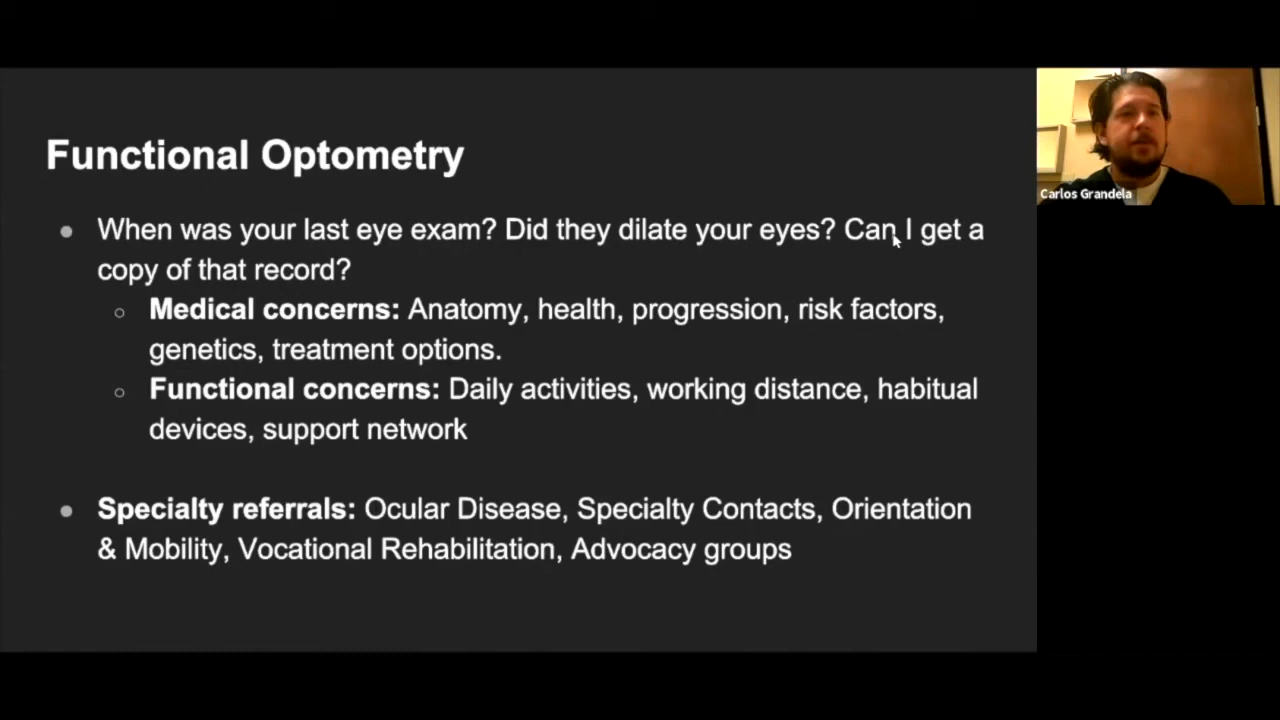 Functional Optometry
● When was your last eye exam? Did they dilate your eyes? Can I get a
copy of that record?
○ Medical concerns: Anatomy, health, progression, risk factors,
genetics, treatment options.
○ Functional concerns: Daily activities, working distance, habitual
devices, support network
● Specialty referrals: Ocular Disease, Specialty Contacts, Orientation
& Mobility, Vocational Rehabilitation, Advocacy groups
Carlos Grandela